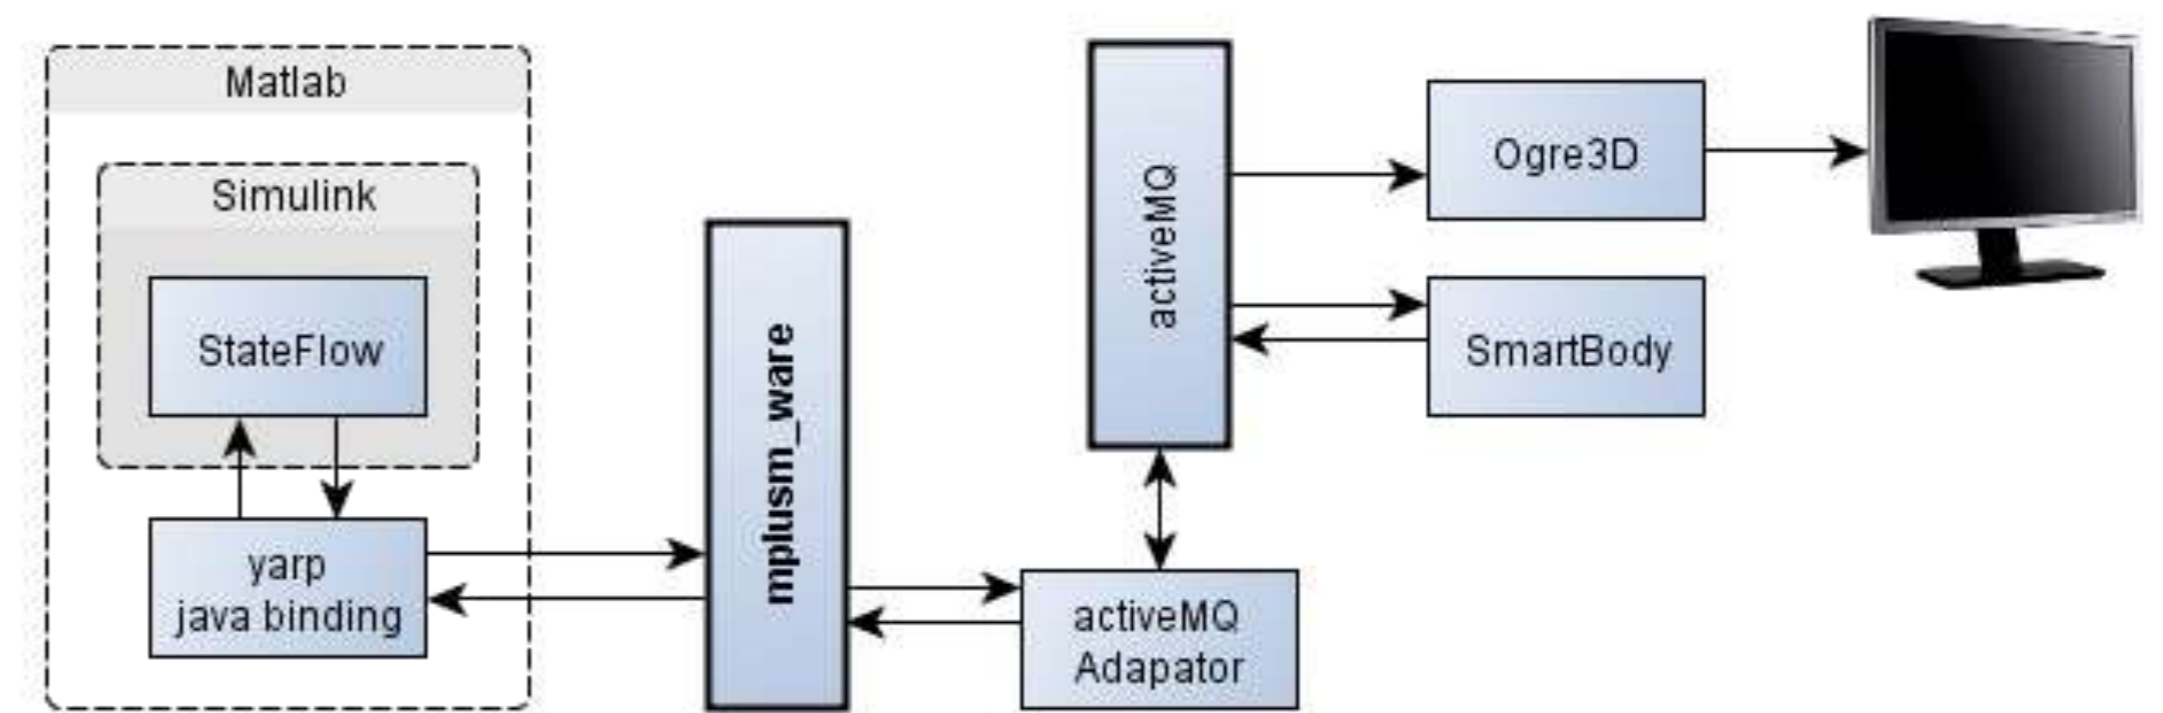 Matlab
Simulink
StateFlow
yarp
java binding
mplusm_ware
activeMQ
activeMQ
Adapator
Ogre3D
SmartBody